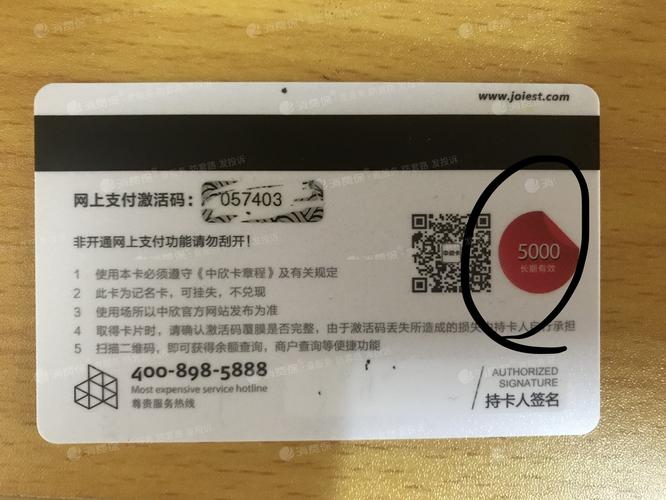 www.joiest.com
网上支付激活码：057403
非开通网上支付功能请勿刮开！
中欣卡
5000
长期有效
1 使用本卡必须遵守《中欣卡章程》及有关规定
2 此卡为记名卡，可挂失，不兑现
3 使用场所以中欣官方网站发布为准
4 取得卡片时，请确认激活码覆膜是否完整，由于激活码丢失所造成的损失由持卡人自行承担
5 扫描二维码，即可获得余额查询，商户查询等便捷功能
400-898-5888
Most expensive service hotline
尊贵服务热线
AUTHORIZED
SIGNATURE
持卡人签名
消费保